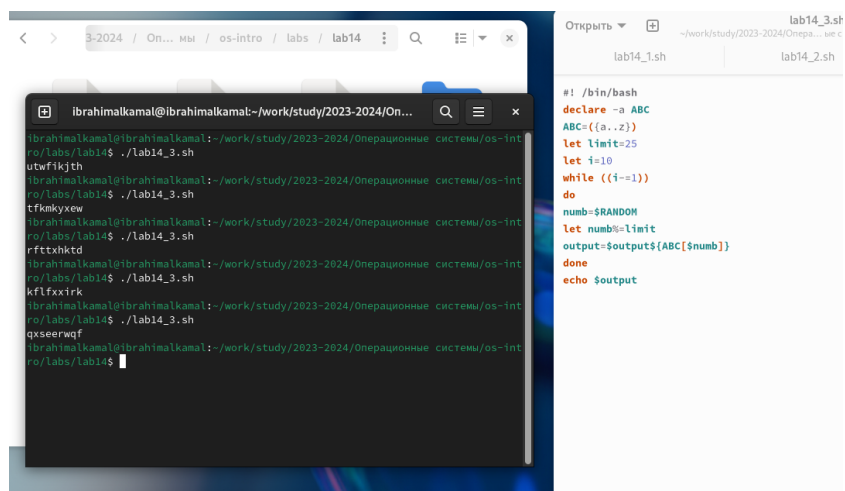 3-2024 / Оп... мы / os-intro / labs / lab14
ibrahimalkamal@ibrahimalkamal:~/work/study/2023-2024/Оп...
ibrahimalkamal@ibrahimalkamal:~/work/study/2023-2024/Операционные системы/os-int
ro/labs/lab14$ ./lab14_3.sh
utwfikjth
ibrahimalkamal@ibrahimalkamal:~/work/study/2023-2024/Операционные системы/os-int
ro/labs/lab14$ ./lab14_3.sh
tfkmkyxew
ibrahimalkamal@ibrahimalkamal:~/work/study/2023-2024/Операционные системы/os-int
ro/labs/lab14$ ./lab14_3.sh
rfttxhktd
ibrahimalkamal@ibrahimalkamal:~/work/study/2023-2024/Операционные системы/os-int
ro/labs/lab14$ ./lab14_3.sh
kflfxxirk
ibrahimalkamal@ibrahimalkamal:~/work/study/2023-2024/Операционные системы/os-int
ro/labs/lab14$ ./lab14_3.sh
qxseerwqf
ibrahimalkamal@ibrahimalkamal:~/work/study/2023-2024/Операционные системы/os-int
ro/labs/lab14$
Открыть
lab14_3.sh
~/work/study/2023-2024/Опера... ые с
lab14_1.sh lab14_2.sh
#! /bin/bash
declare -a ABC
ABC=({a..z})
let limit=25
let i=10
while ((i-=1))
do
numb=$RANDOM
let numb%=limit
output=$output${ABC[$numb]}
done
echo $output